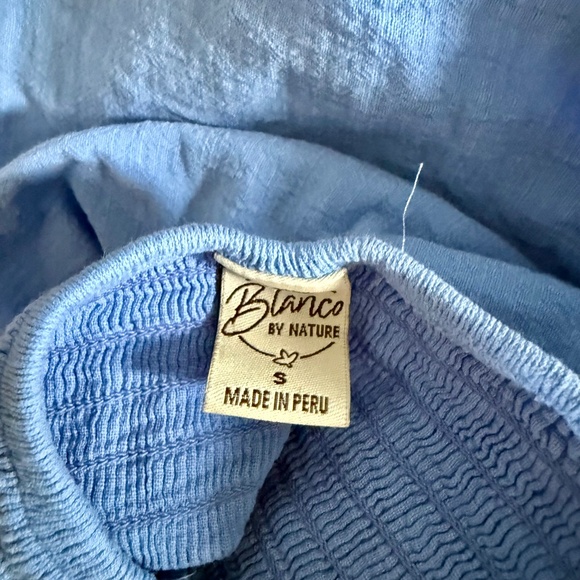 Blanco
BY NATURE
S
MADE IN PERU